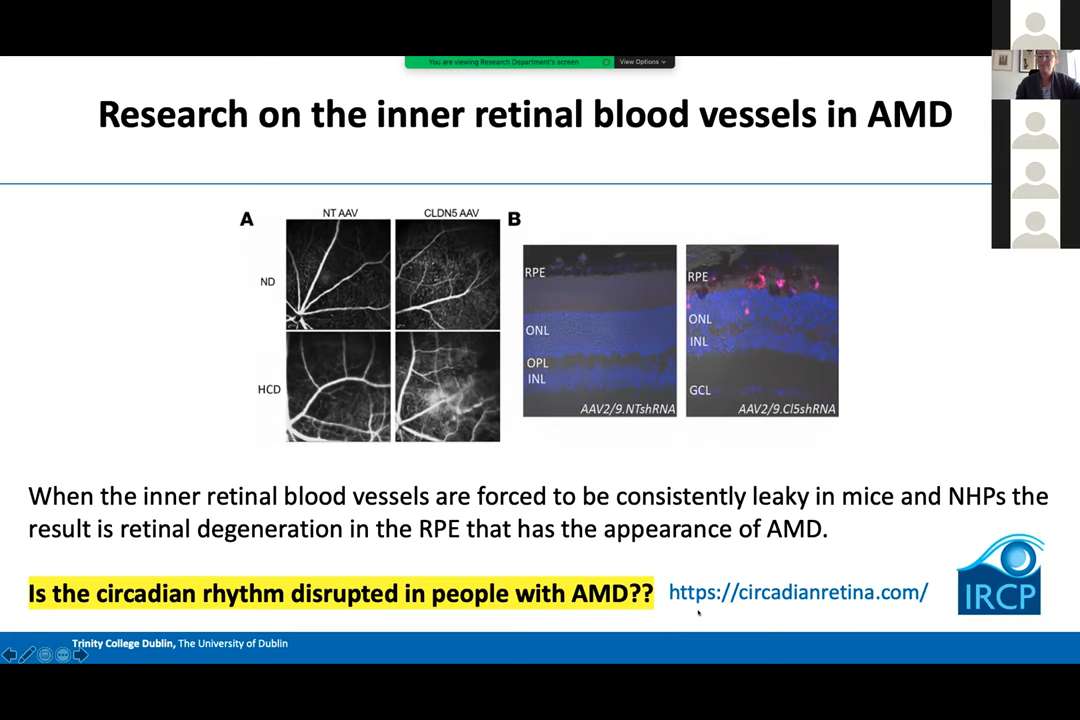 You are viewing Research Department's screen
View Options
Research on the inner retinal blood vessels in AMD
A
NT AAV
CLDN5 AAV
B
ND
HCD
RPE
ONL
OPL
INL
AAV2/9.NTshRNA
RPE
ONL
INL
GCL
AAV2/9.Cl5shRNA
When the inner retinal blood vessels are forced to be consistently leaky in mice and NHPs the
result is retinal degeneration in the RPE that has the appearance of AMD.
Is the circadian rhythm disrupted in people with AMD??
https://circadianretina.com/
IRCP
Trinity College Dublin, The University of Dublin